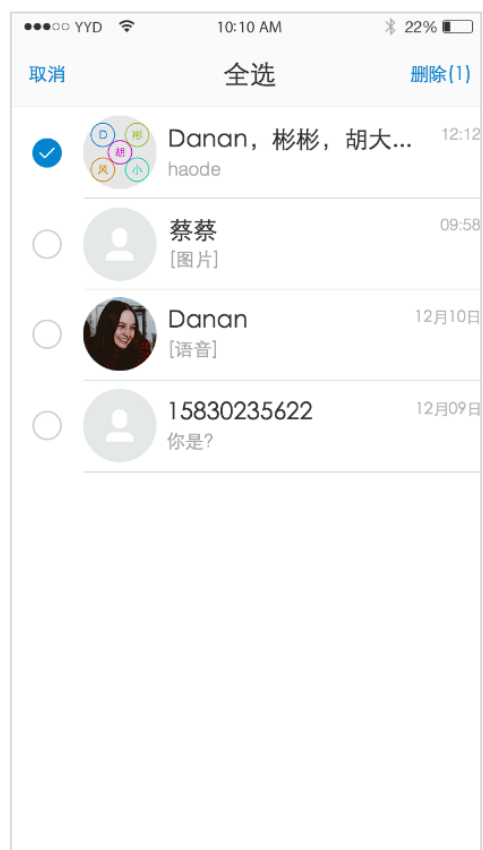 YYD 10:10 AM 22%
取消 全选 删除(1)
D 彬
胡
风 小
Danan，彬彬，胡大... 12:12
haode
蔡蔡 09:58
[图片]
Danan 12月10日
[语音]
15830235622 12月09日
你是?